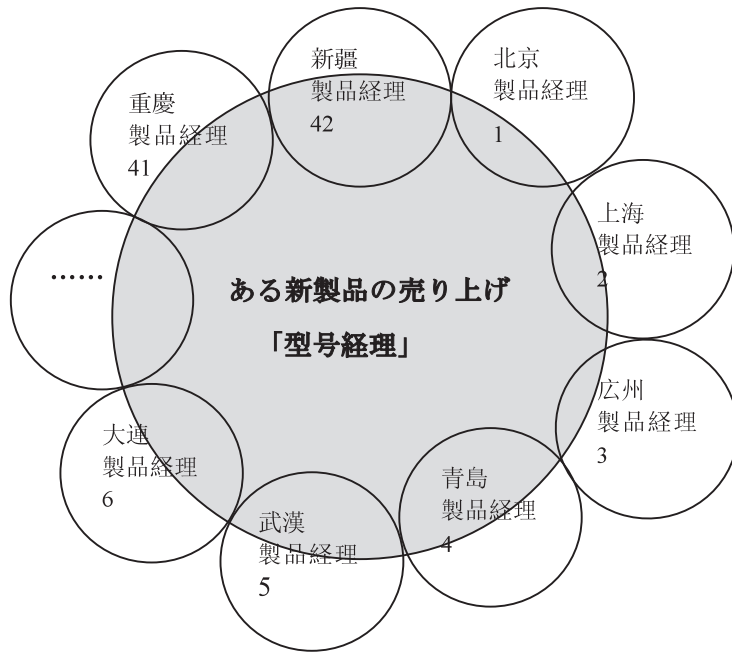 新疆
製品経理
42
北京
製品経理
1
上海
製品経理
2
広州
製品経理
3
青島
製品経理
4
武漢
製品経理
5
大連
製品経理
6
……
重慶
製品経理
41
ある新製品の売り上げ
「型号経理」